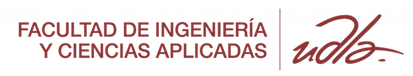 FACULTAD DE INGENIERÍA
Y CIENCIAS APLICADAS
udla